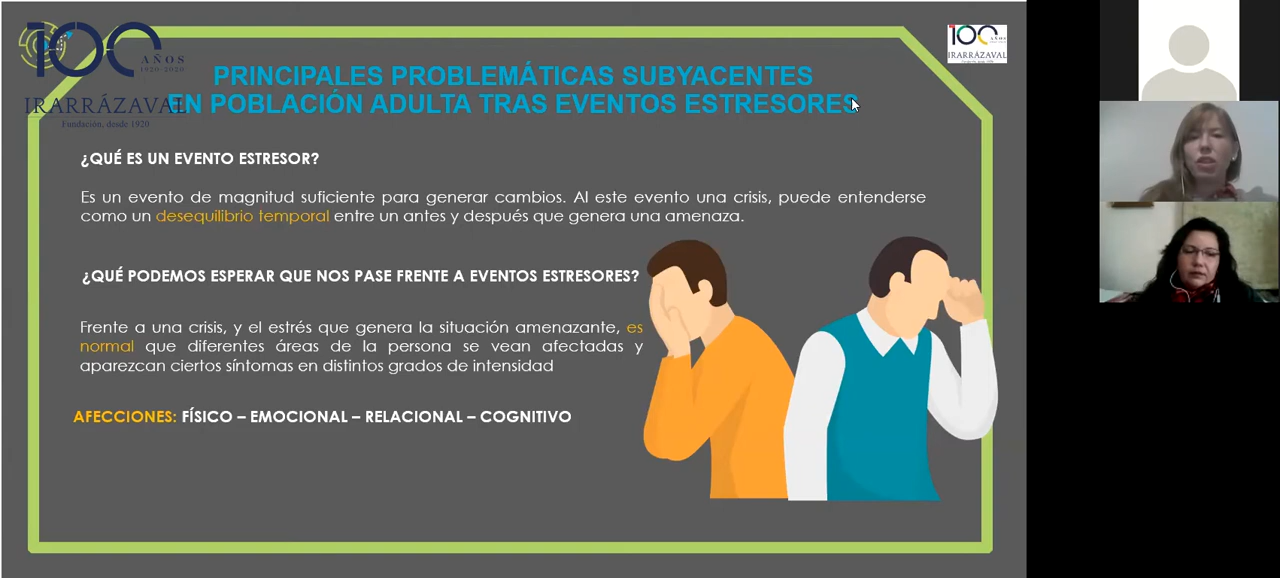 100 AÑOS
1920-2020
IRARRÁZAVAL
Fundación, desde 1920
100 AÑOS
IRARRÁZAVAL
PRINCIPALES PROBLEMÁTICAS SUBYACENTES
EN POBLACIÓN ADULTA TRAS EVENTOS ESTRESORES
¿QUÉ ES UN EVENTO ESTRESOR?
Es un evento de magnitud suficiente para generar cambios. Al este evento una crisis, puede entenderse
como un desequilibrio temporal entre un antes y después que genera una amenaza.
¿QUÉ PODEMOS ESPERAR QUE NOS PASE FRENTE A EVENTOS ESTRESORES?
Frente a una crisis, y el estrés que genera la situación amenazante, es
normal que diferentes áreas de la persona se vean afectadas y
aparezcan ciertos síntomas en distintos grados de intensidad
AFECCIONES: FÍSICO – EMOCIONAL – RELACIONAL – COGNITIVO